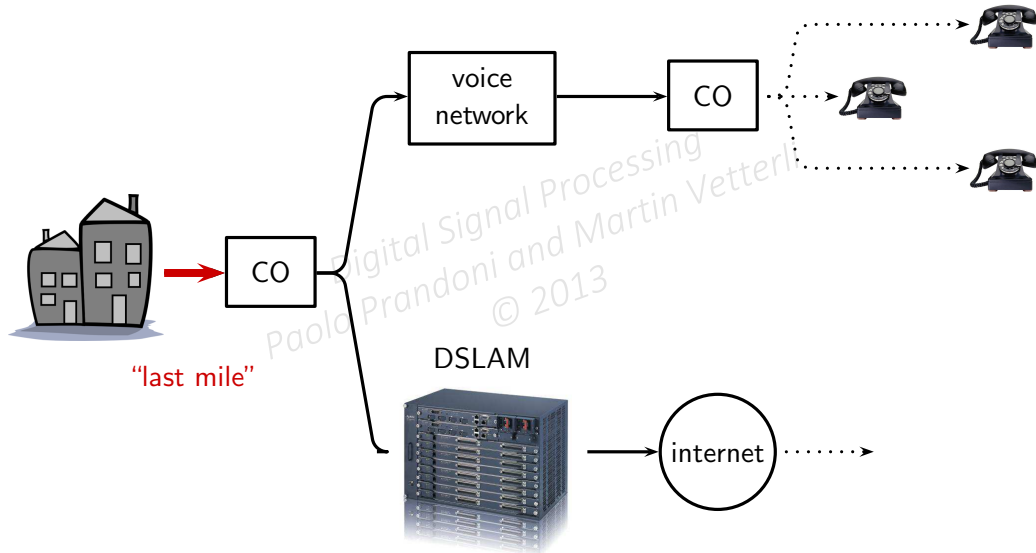 voice
network
CO
CO
Digital Signal Processing
Paolo Prandoni and Martin Vetterli
© 2013
“last mile”
DSLAM
internet